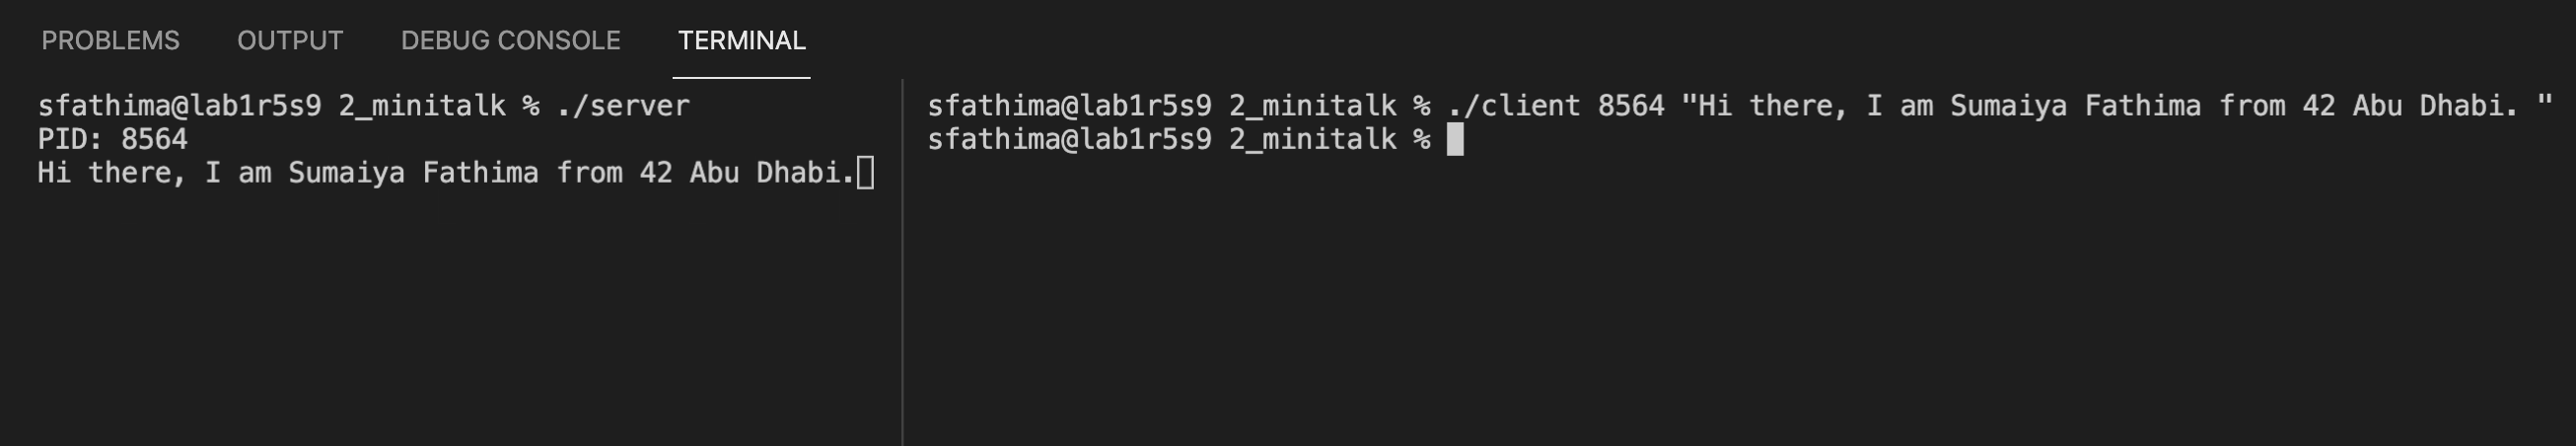 PROBLEMS OUTPUT DEBUG CONSOLE TERMINAL
sfathima@lab1r5s9 2_minitalk % ./server
PID: 8564
Hi there, I am Sumaiya Fathima from 42 Abu Dhabi.
sfathima@lab1r5s9 2_minitalk % ./client 8564 "Hi there, I am Sumaiya Fathima from 42 Abu Dhabi. "
sfathima@lab1r5s9 2_minitalk %